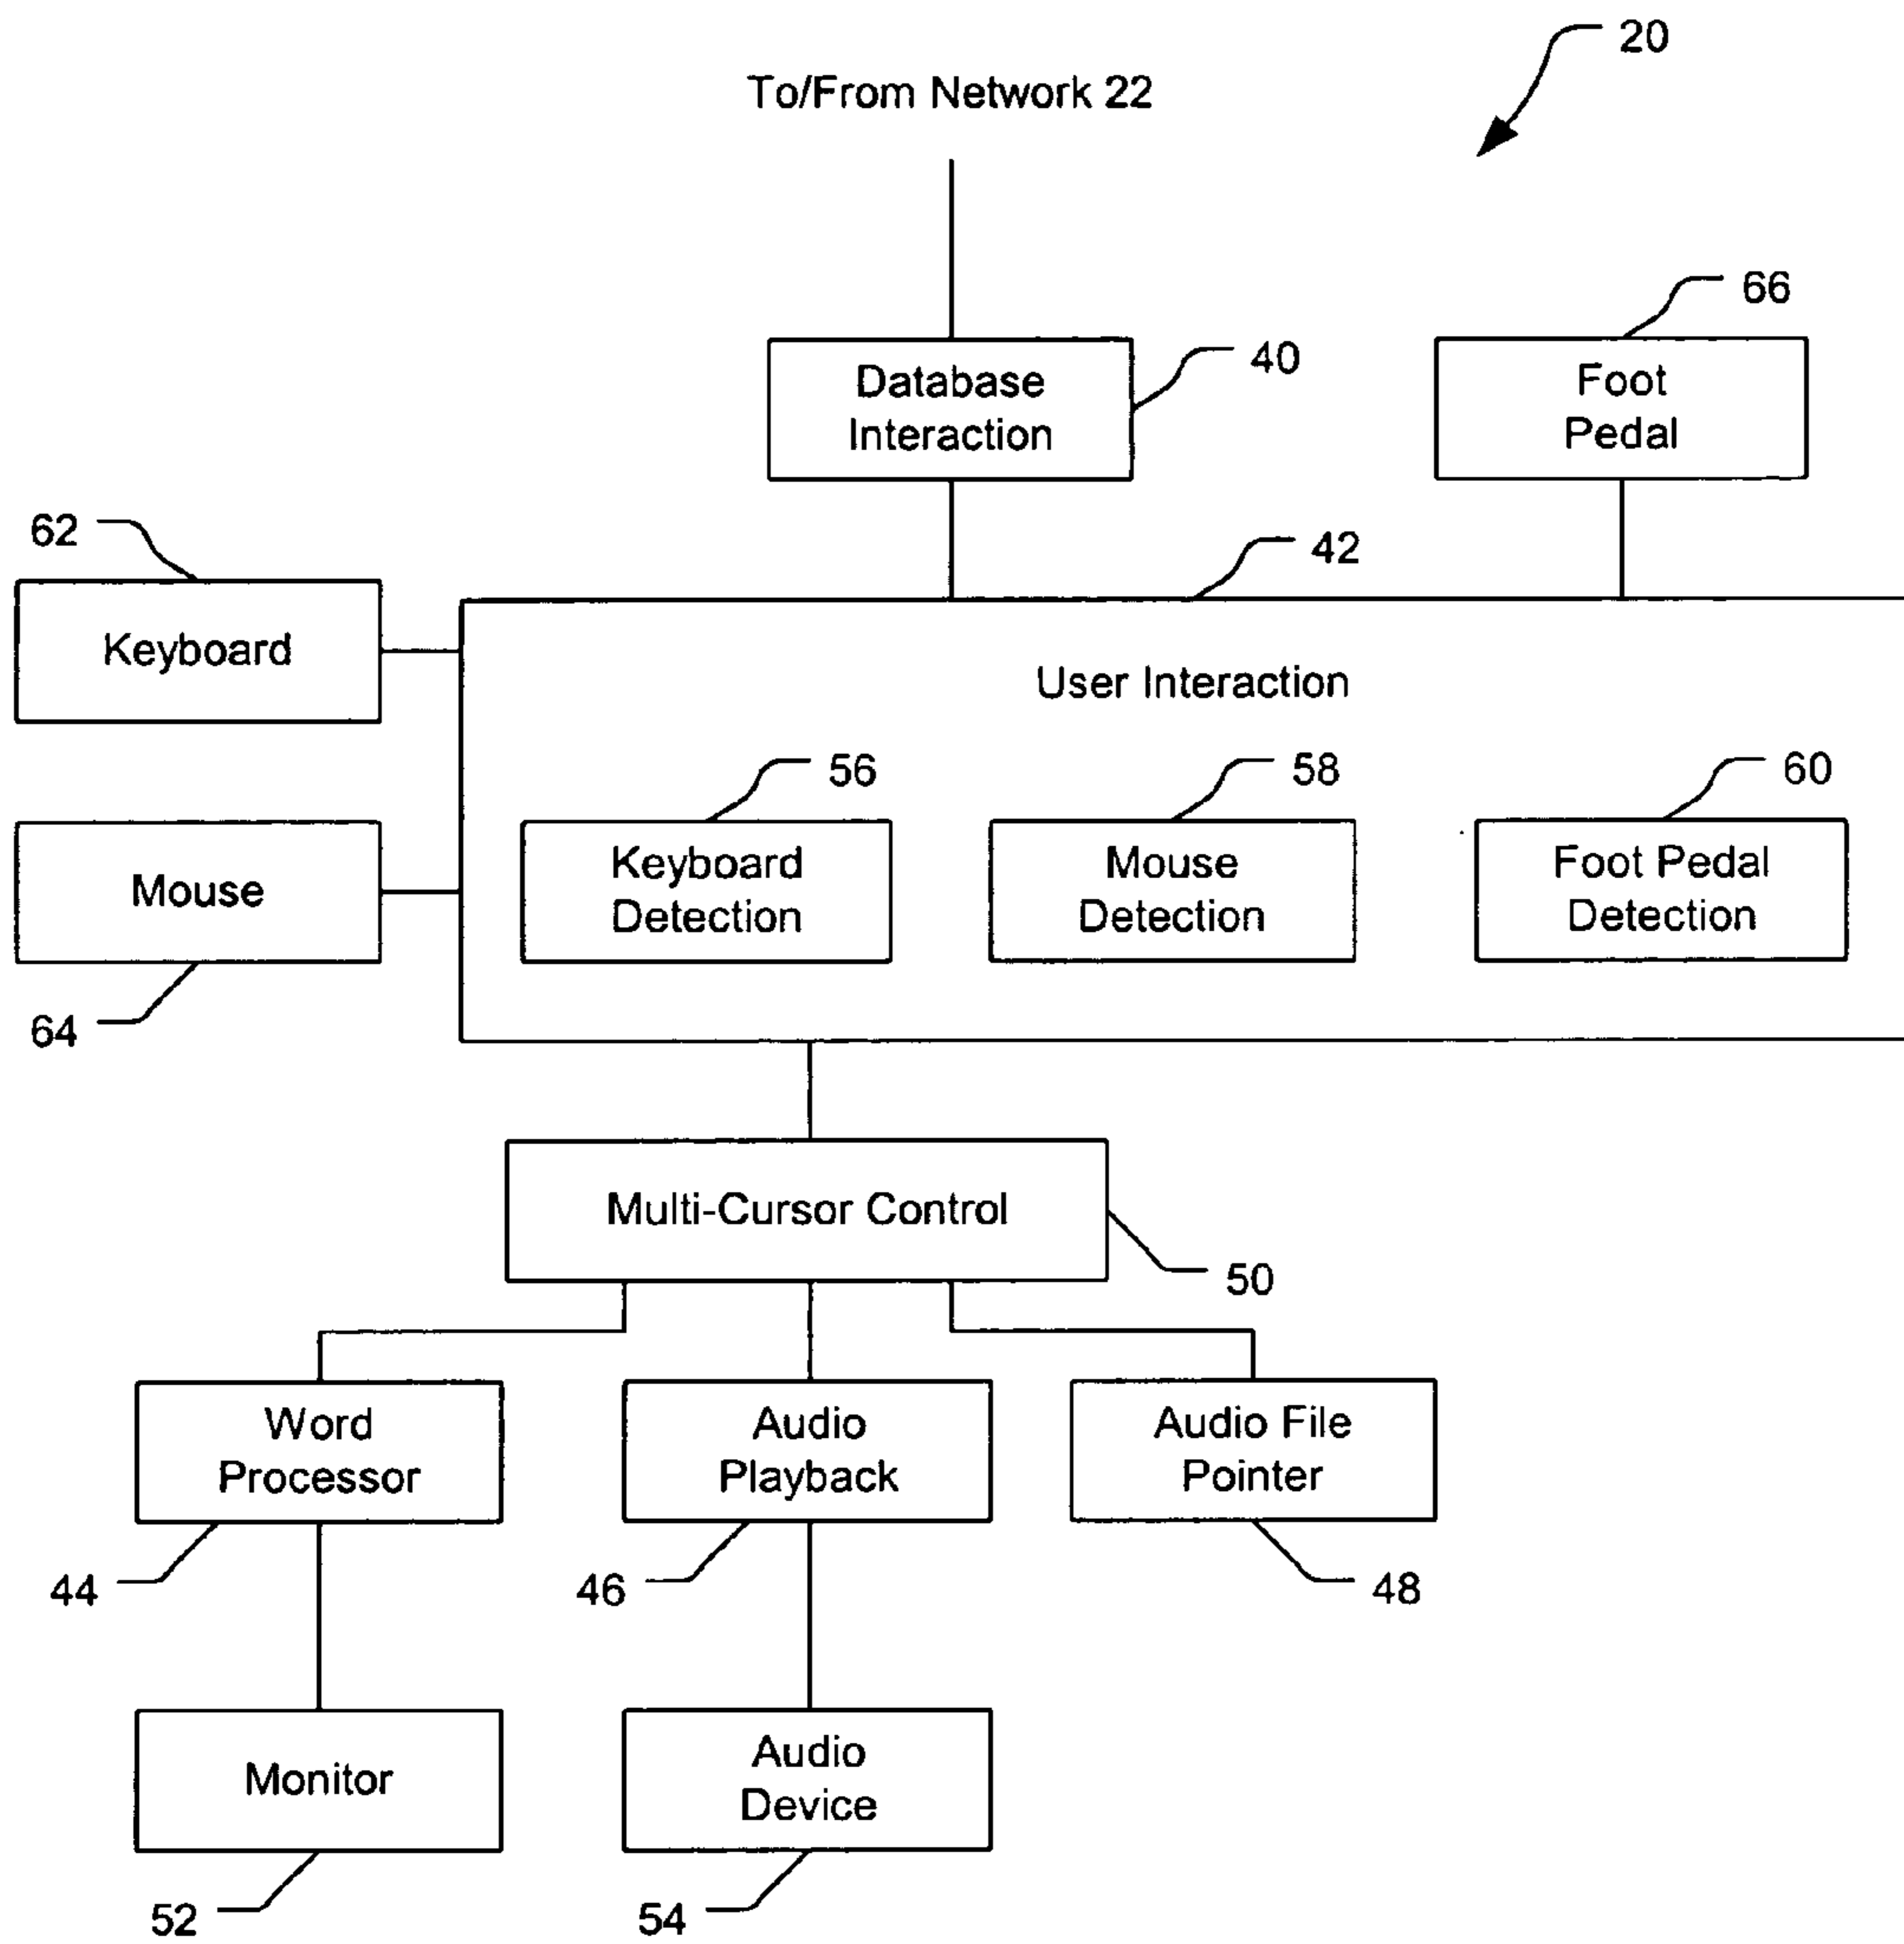 20
To/From Network 22
66
40
Database
Interaction
Foot
Pedal
62
42
Keyboard
User Interaction
56
58
60
Mouse
Keyboard
Detection
Mouse
Detection
Foot Pedal
Detection
64
Multi-Cursor Control
50
Word
Processor
Audio
Playback
Audio File
Pointer
44
46
48
Monitor
Audio
Device
52
54